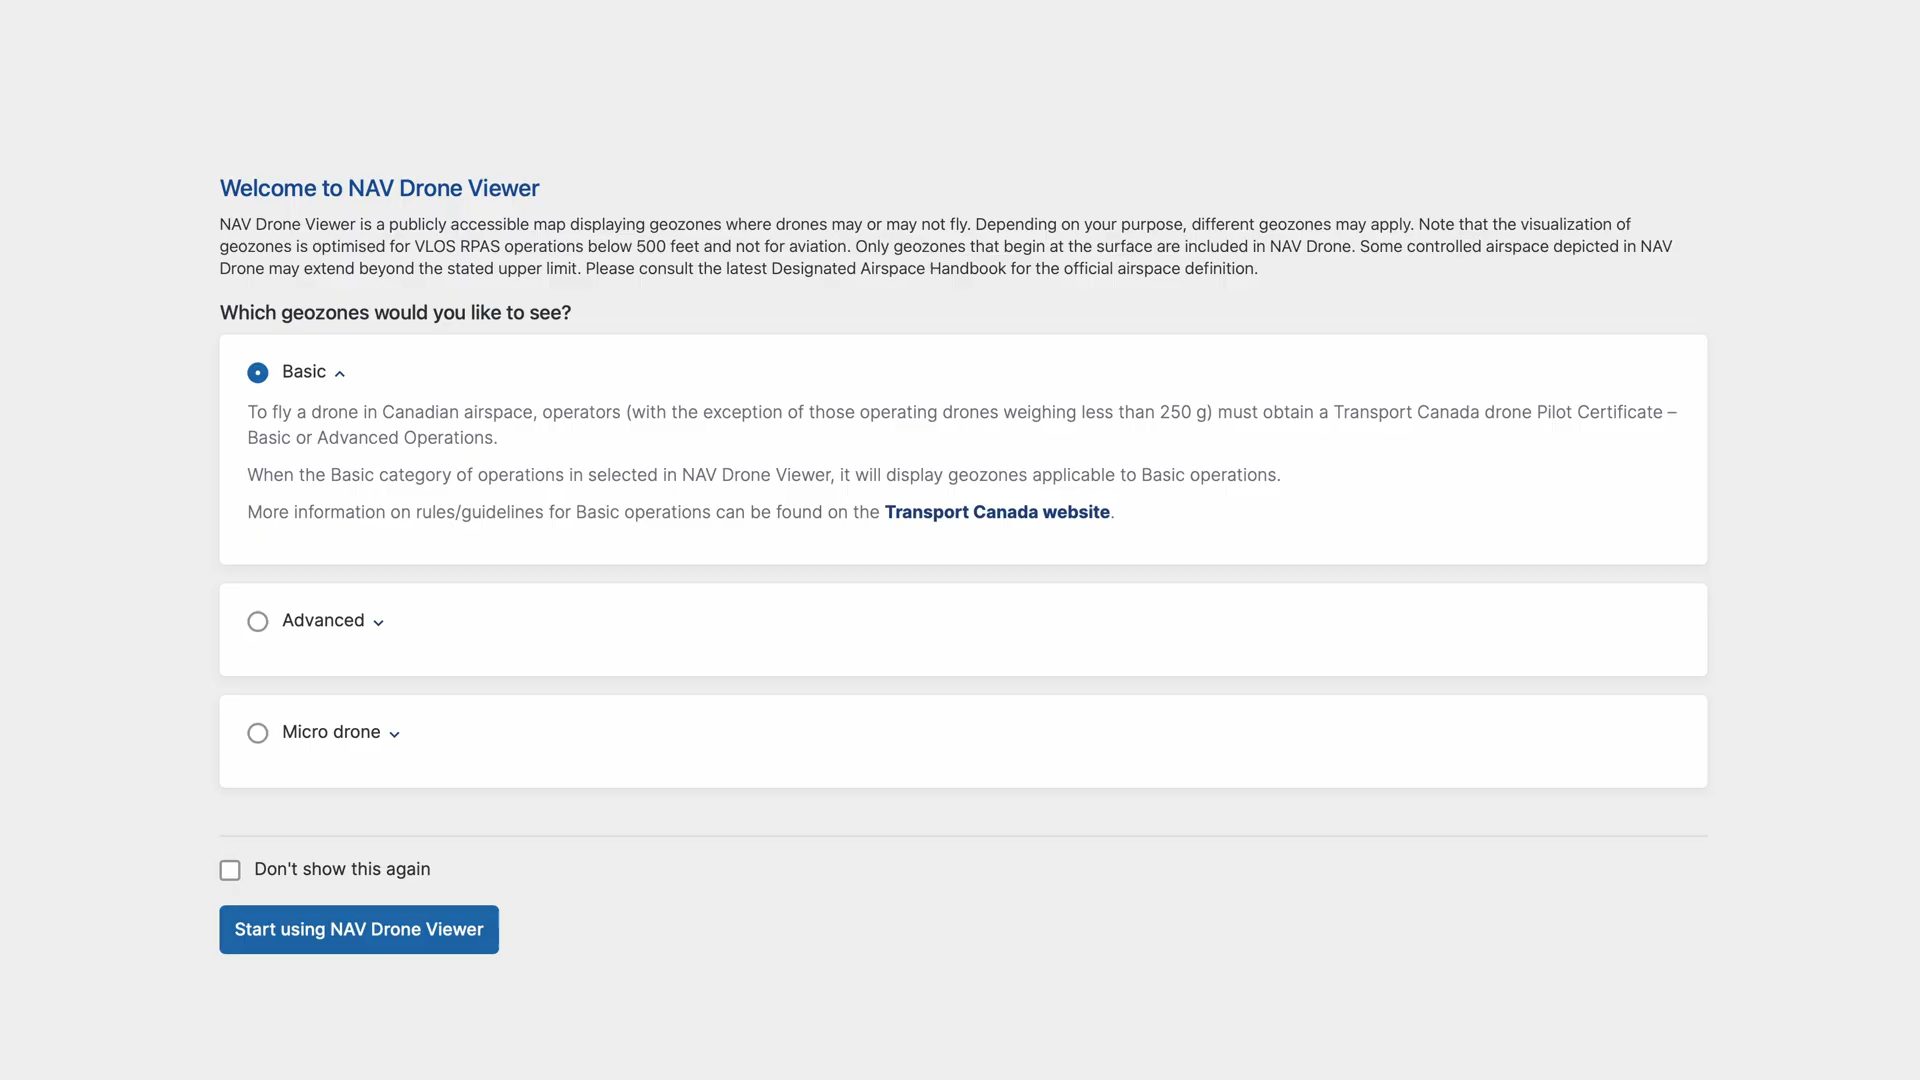 Welcome to NAV Drone Viewer
NAV Drone Viewer is a publicly accessible map displaying geozones where drones may or may not fly. Depending on your purpose, different geozones may apply. Note that the visualization of
geozones is optimised for VLOS RPAS operations below 500 feet and not for aviation. Only geozones that begin at the surface are included in NAV Drone. Some controlled airspace depicted in NAV
Drone may extend beyond the stated upper limit. Please consult the latest Designated Airspace Handbook for the official airspace definition.
Which geozones would you like to see?
Basic
To fly a drone in Canadian airspace, operators (with the exception of those operating drones weighing less than 250 g) must obtain a Transport Canada drone Pilot Certificate –
Basic or Advanced Operations.
When the Basic category of operations in selected in NAV Drone Viewer, it will display geozones applicable to Basic operations.
More information on rules/guidelines for Basic operations can be found on the Transport Canada website.
Advanced
Micro drone
Don't show this again
Start using NAV Drone Viewer